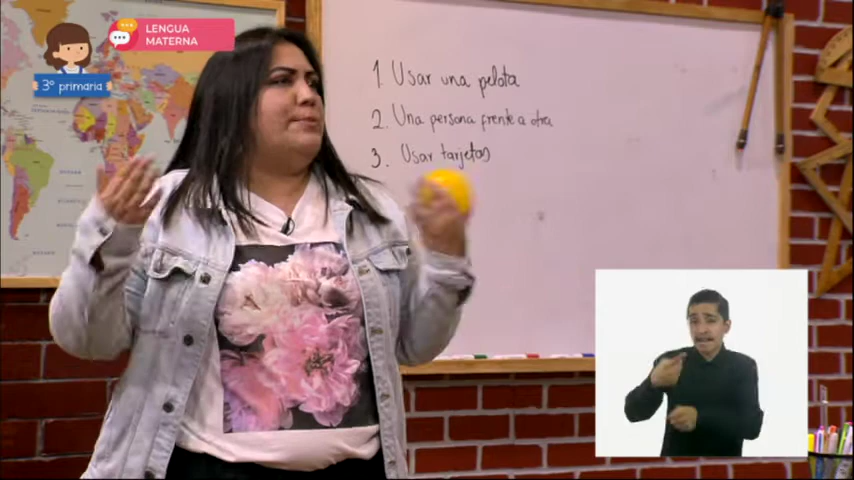 LENGUA
MATERNA
3° primaria
1 Usar una pelota
2. Una persona frente a otra
3. Usar tarjetas